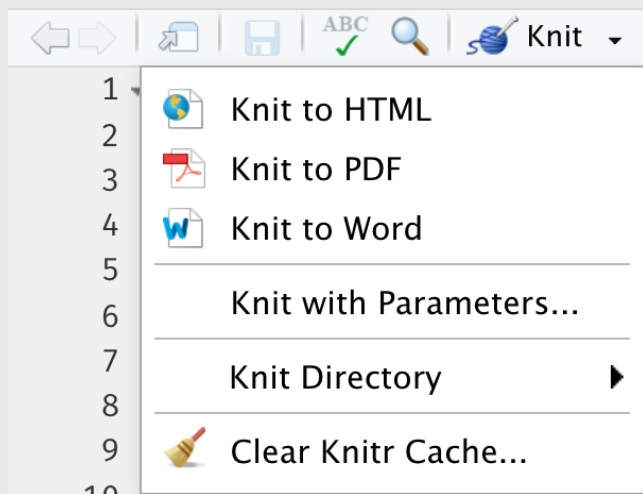 ABC
Knit
1
Knit to HTML
2
3
Knit to PDF
4
Knit to Word
5
6
Knit with Parameters...
7
Knit Directory
8
9
Clear Knitr Cache...
10